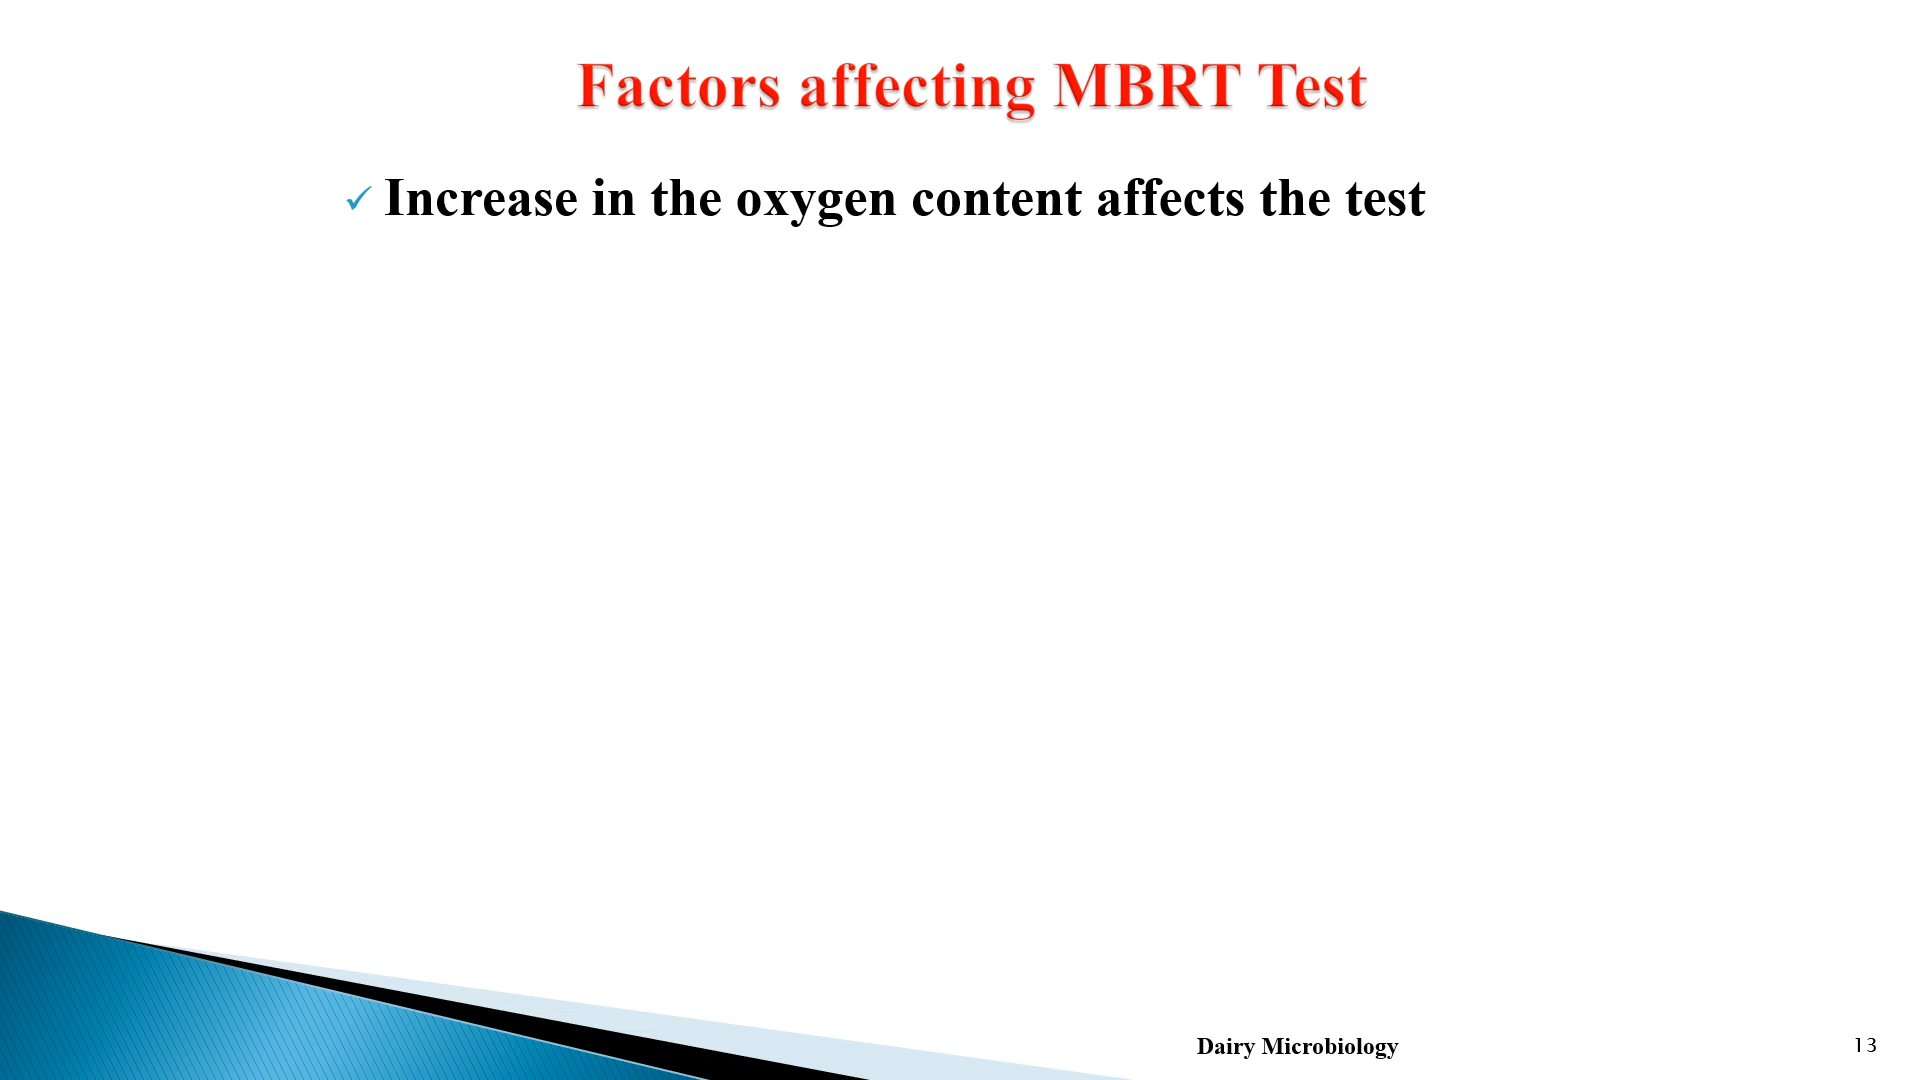 Factors affecting MBRT Test
✓ Increase in the oxygen content affects the test
Dairy Microbiology
13